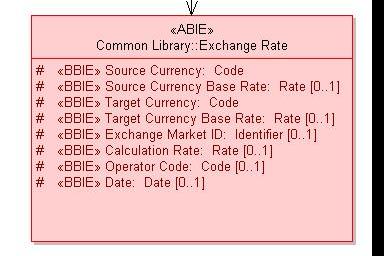 «ABIE»
Common Library::Exchange Rate
# «BBIE» Source Currency: Code
# «BBIE» Source Currency Base Rate: Rate [0..1]
# «BBIE» Target Currency: Code
# «BBIE» Target Currency Base Rate: Rate [0..1]
# «BBIE» Exchange Market ID: Identifier [0..1]
# «BBIE» Calculation Rate: Rate [0..1]
# «BBIE» Operator Code: Code [0..1]
# «BBIE» Date: Date [0..1]